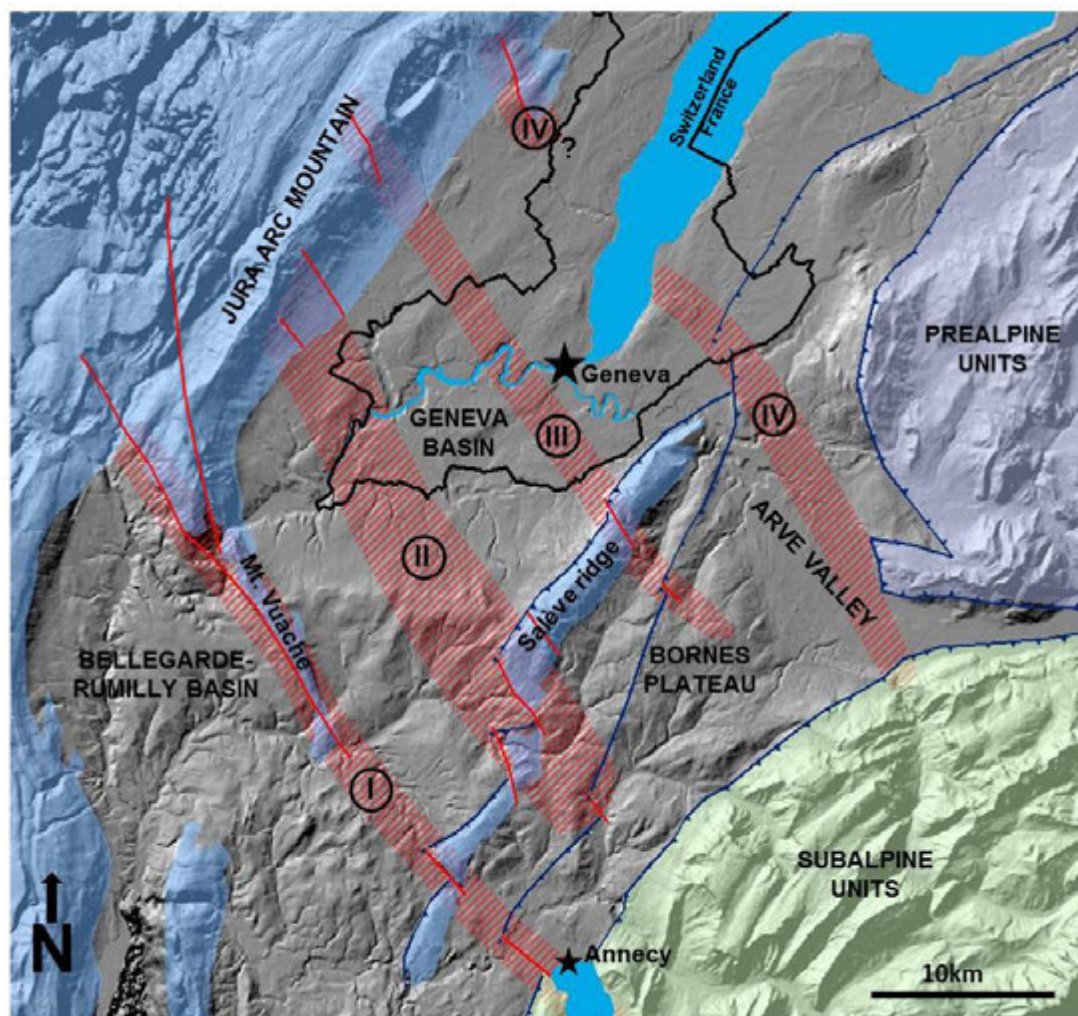 Switzerland
France
IV
?
JURA ARC MOUNTAIN
PREALPINE
UNITS
Geneva
GENEVA
BASIN
III
IV
ARVE VALLEY
II
Mt. Vuache
Salève ridge
BELLEGARDE-
RUMILLY BASIN
BORNES
PLATEAU
I
SUBALPINE
UNITS
N
Annecy
10km